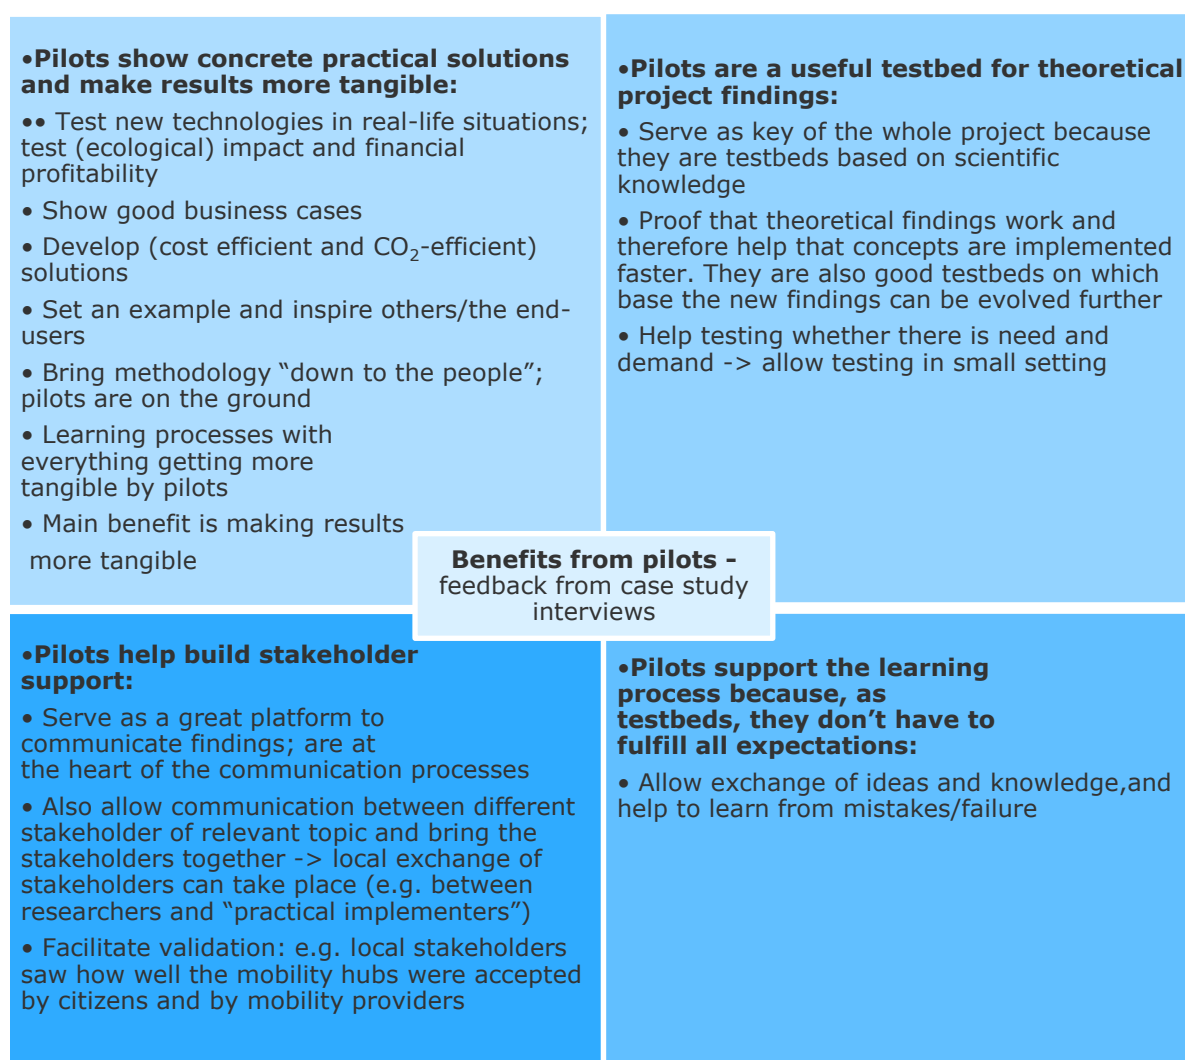 •Pilots show concrete practical solutions
and make results more tangible:
•• Test new technologies in real-life situations;
test (ecological) impact and financial
profitability
• Show good business cases
• Develop (cost efficient and CO₂-efficient)
solutions
• Set an example and inspire others/the end-
users
• Bring methodology “down to the people”;
pilots are on the ground
• Learning processes with
everything getting more
tangible by pilots
• Main benefit is making results
more tangible
•Pilots are a useful testbed for theoretical
project findings:
• Serve as key of the whole project because
they are testbeds based on scientific
knowledge
• Proof that theoretical findings work and
therefore help that concepts are implemented
faster. They are also good testbeds on which
base the new findings can be evolved further
• Help testing whether there is need and
demand -> allow testing in small setting
Benefits from pilots –
feedback from case study
interviews
•Pilots help build stakeholder
support:
• Serve as a great platform to
communicate findings; are at
the heart of the communication processes
• Also allow communication between different
stakeholder of relevant topic and bring the
stakeholders together -> local exchange of
stakeholders can take place (e.g. between
researchers and “practical implementers”)
• Facilitate validation: e.g. local stakeholders
saw how well the mobility hubs were accepted
by citizens and by mobility providers
•Pilots support the learning
process because, as
testbeds, they don’t have to
fulfill all expectations:
• Allow exchange of ideas and knowledge,and
help to learn from mistakes/failure